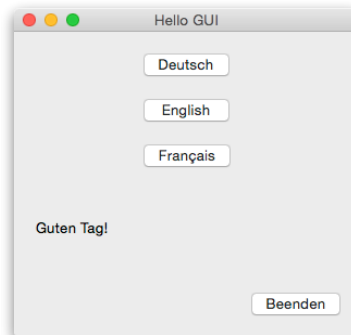 Hello GUI
Deutsch
English
Français
Guten Tag!
Beenden